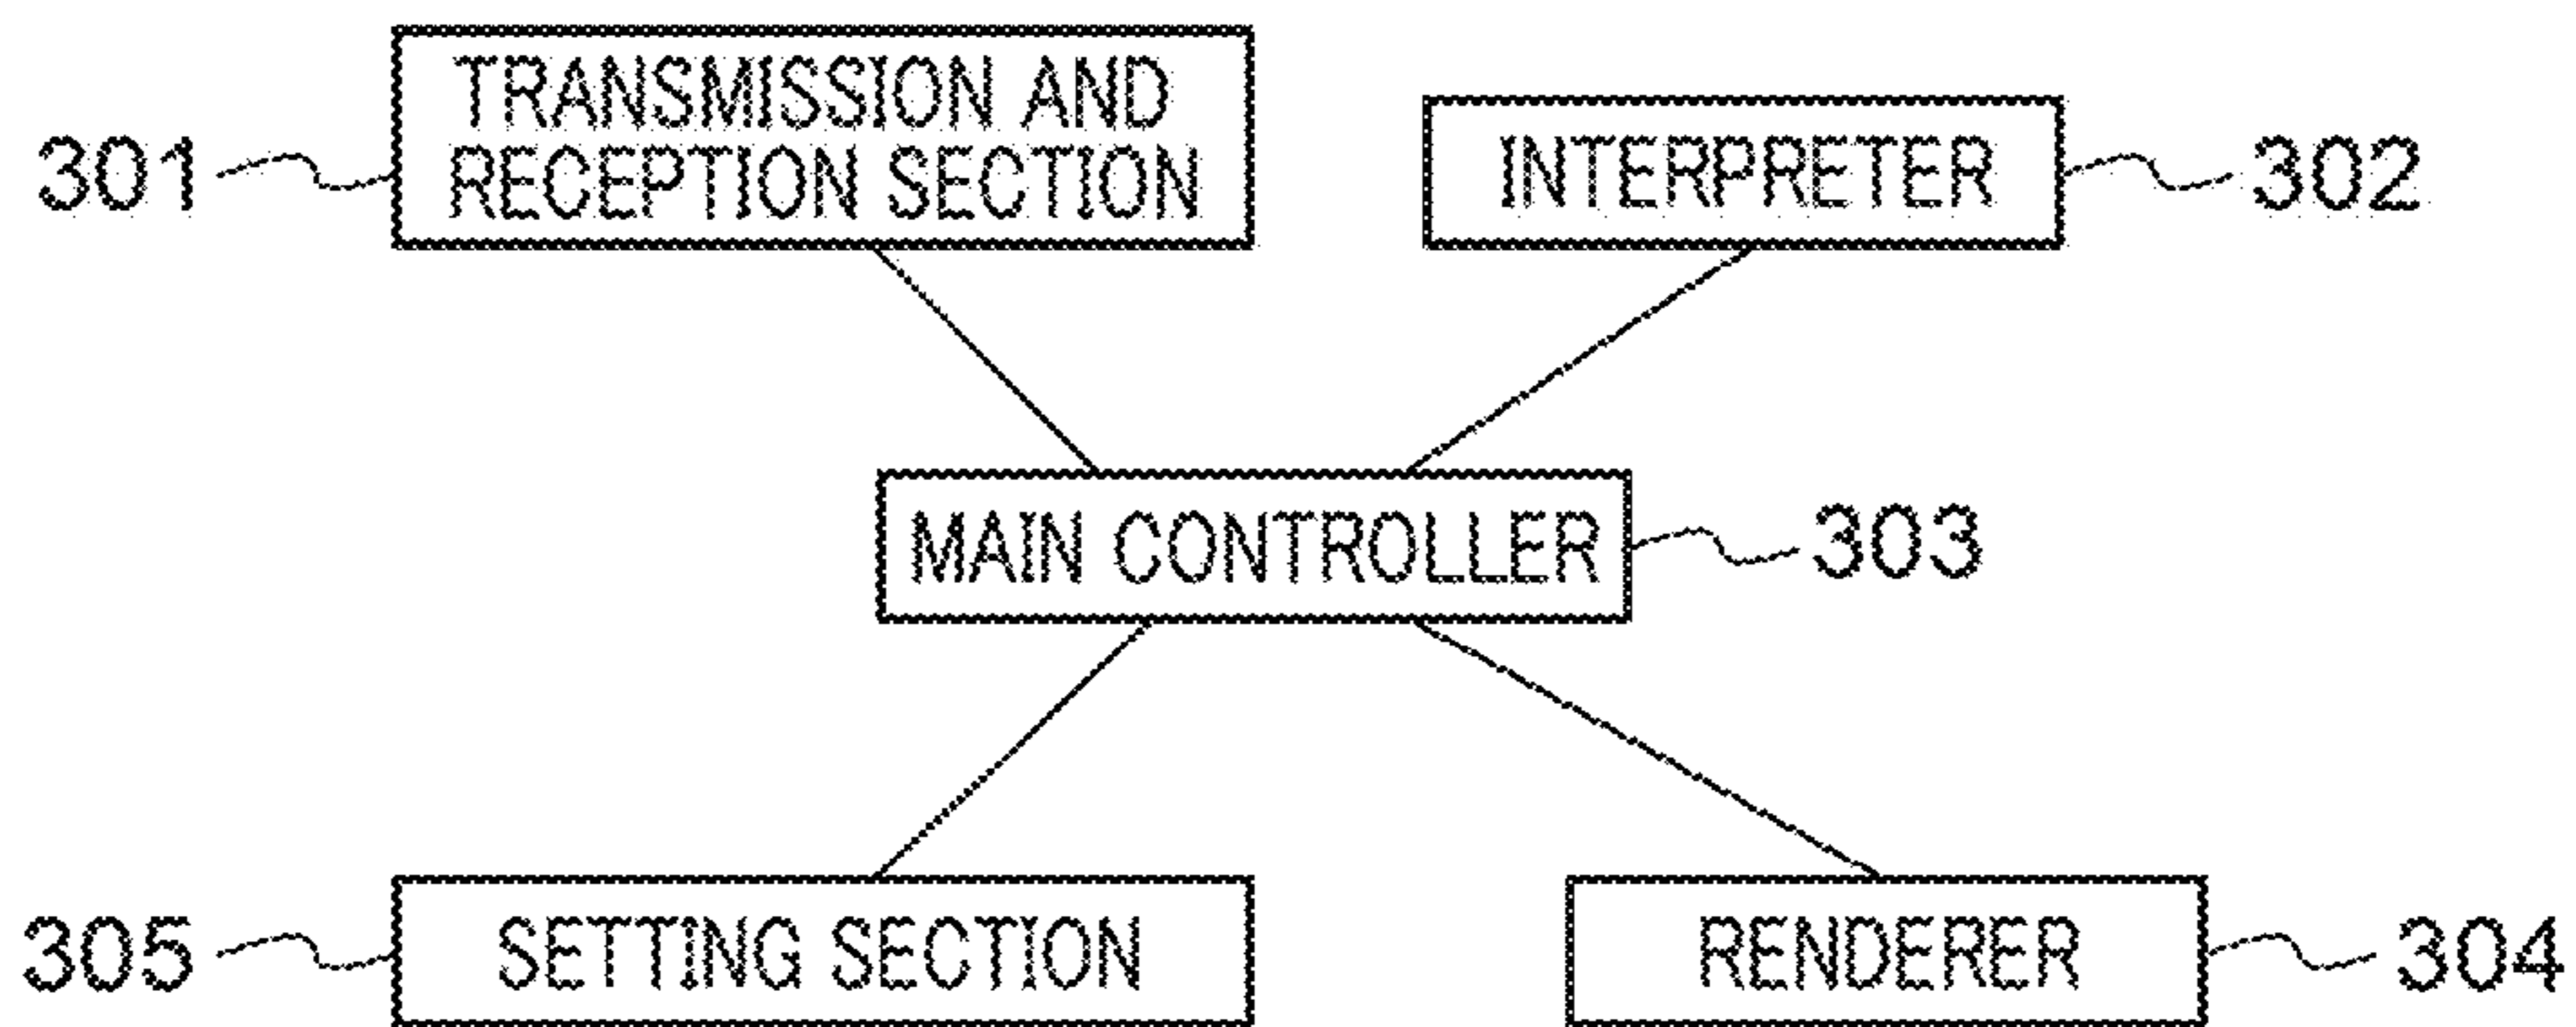 TRANSMISSION AND
RECEPTION SECTION
301
INTERPRETER
302
MAIN CONTROLLER
303
305
SETTING SECTION
RENDERER
304